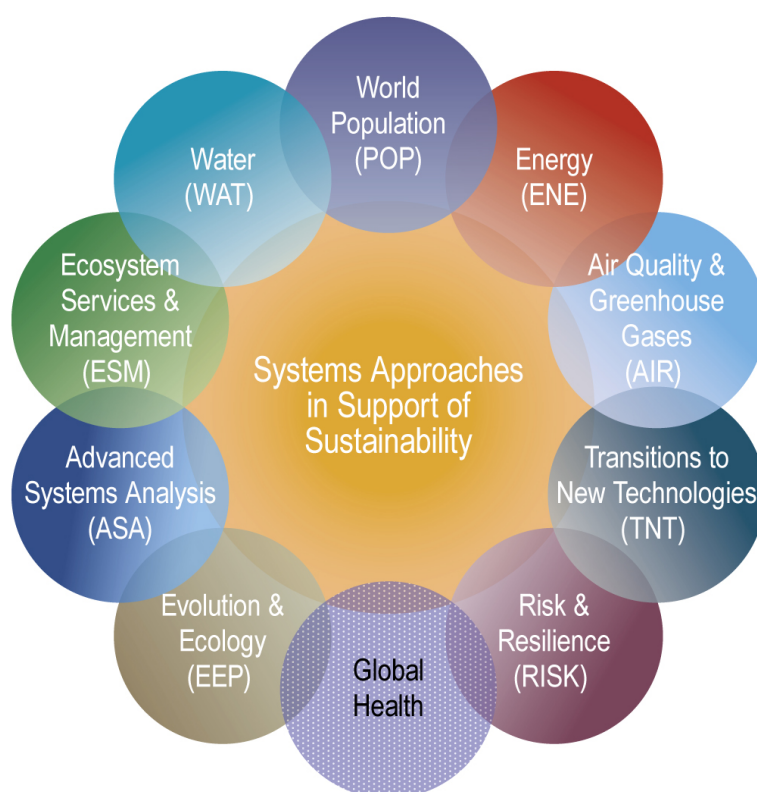 World
Population
(POP)
Energy
(ENE)
Air Quality &
Greenhouse
Gases
(AIR)
Transitions to
New Technologies
(TNT)
Risk &
Resilience
(RISK)
Global
Health
Evolution &
Ecology
(EEP)
Advanced
Systems Analysis
(ASA)
Ecosystem
Services &
Management
(ESM)
Water
(WAT)
Systems Approaches
in Support of
Sustainability